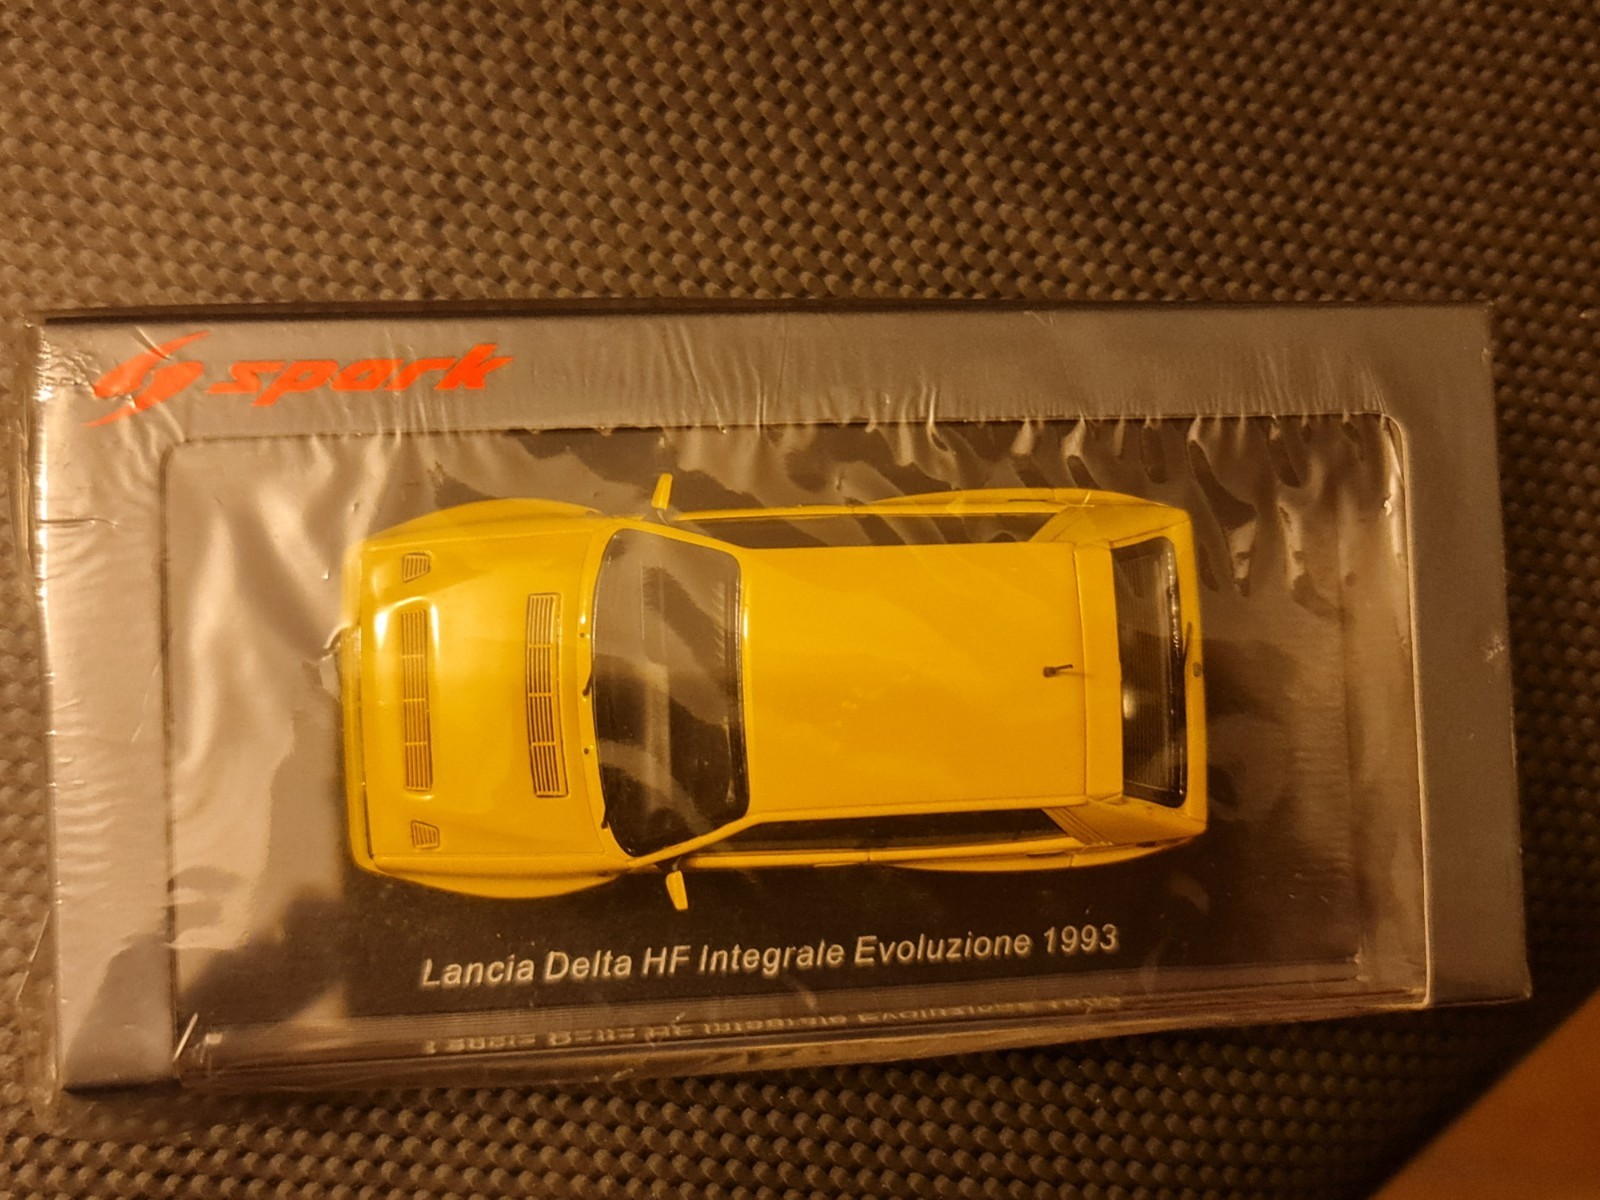 spark
Lancia Delta HF Integrale Evoluzione 1993